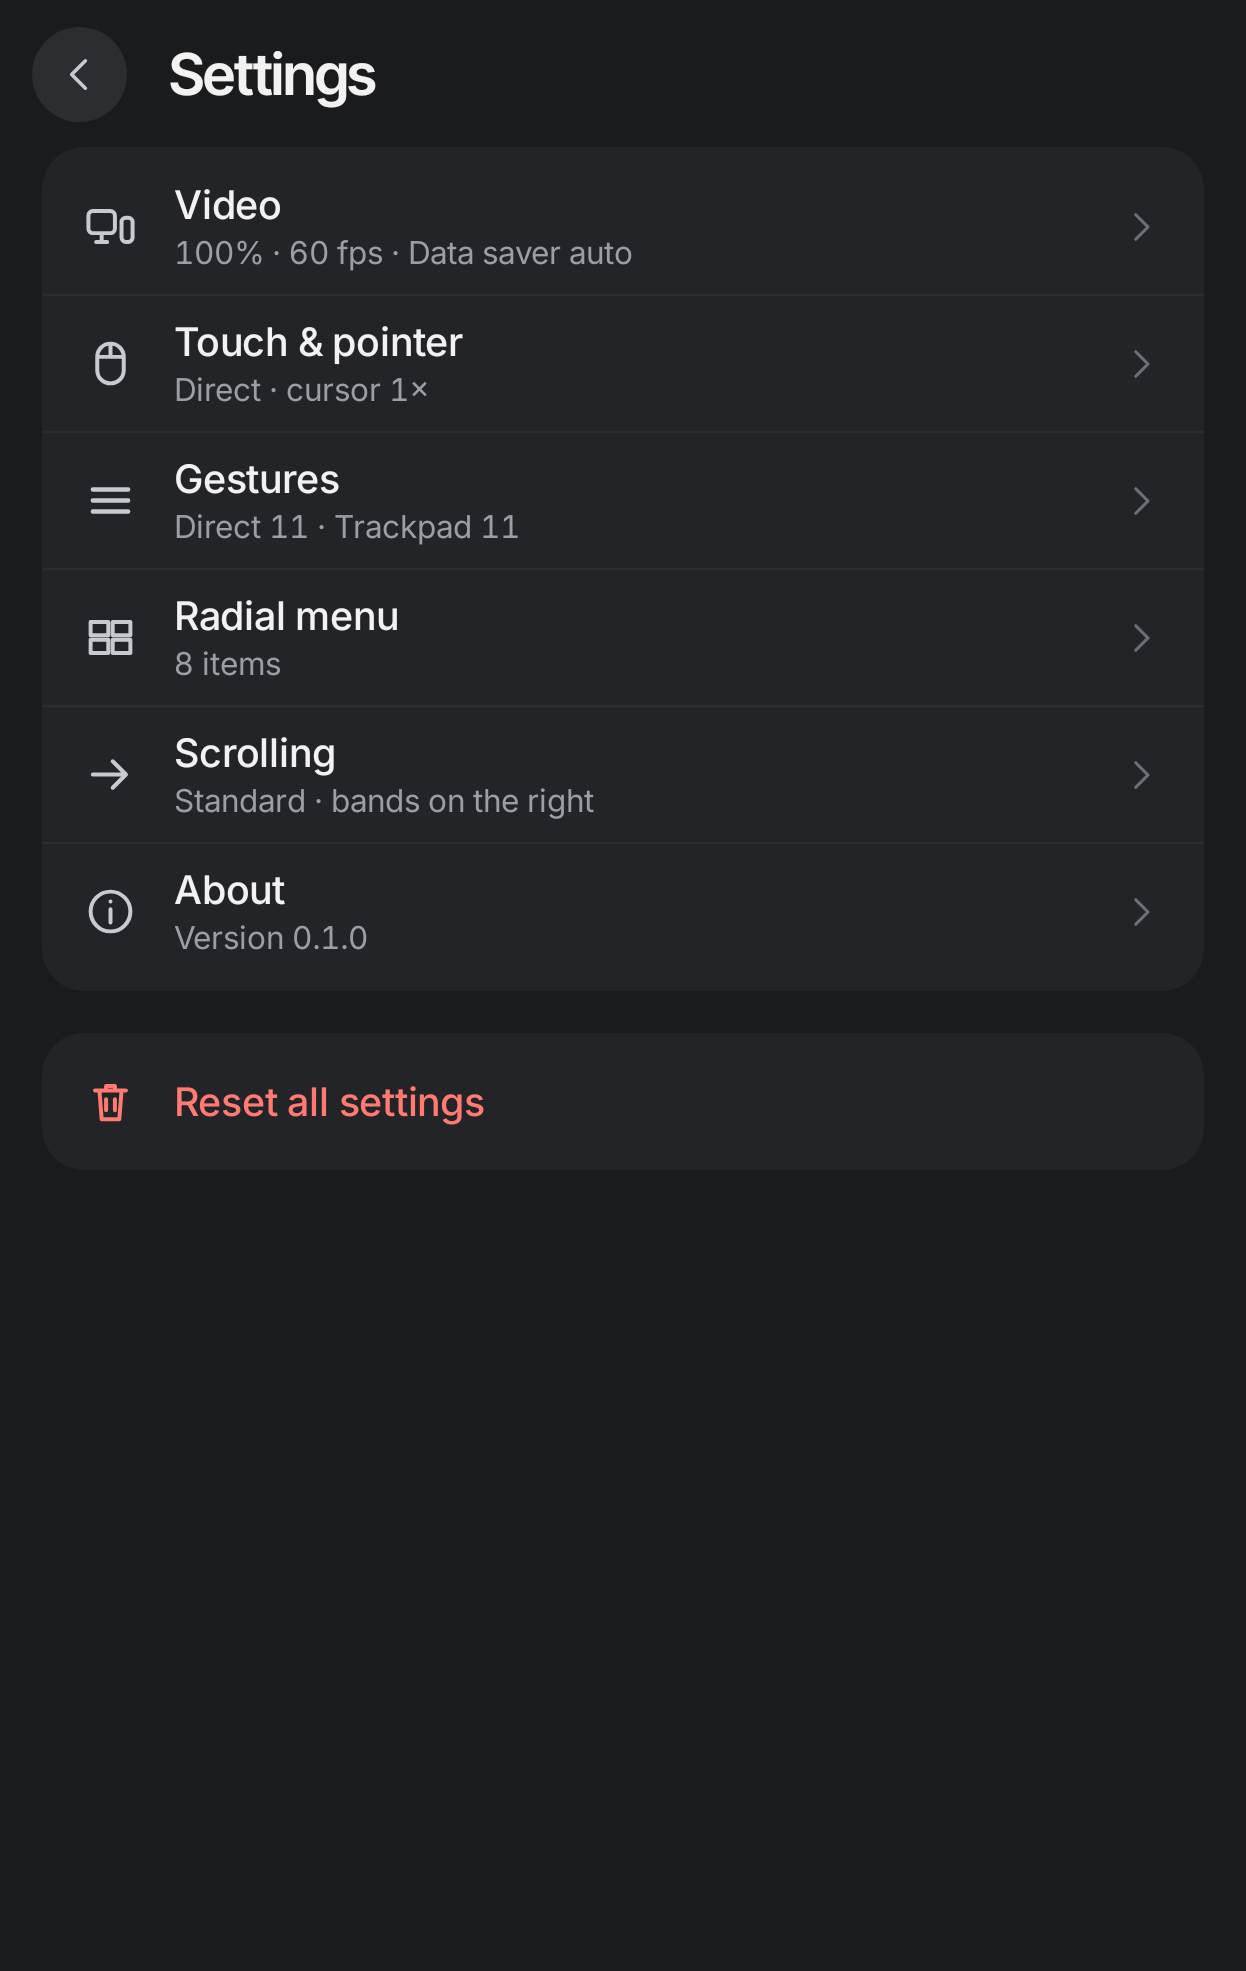 Settings
Video
100% · 60 fps · Data saver auto
Touch & pointer
Direct · cursor 1×
Gestures
Direct 11 · Trackpad 11
Radial menu
8 items
Scrolling
Standard · bands on the right
About
Version 0.1.0
Reset all settings